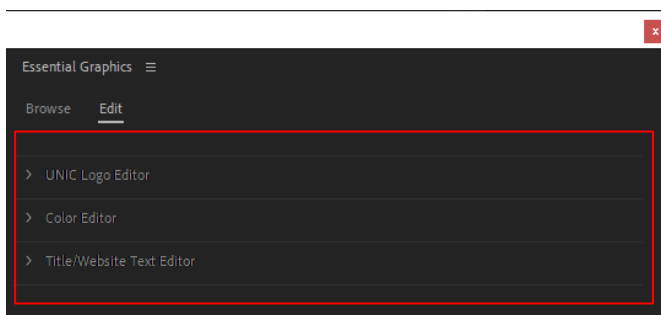 x
Essential Graphics
Browse Edit
UNIC Logo Editor
Color Editor
Title/Website Text Editor